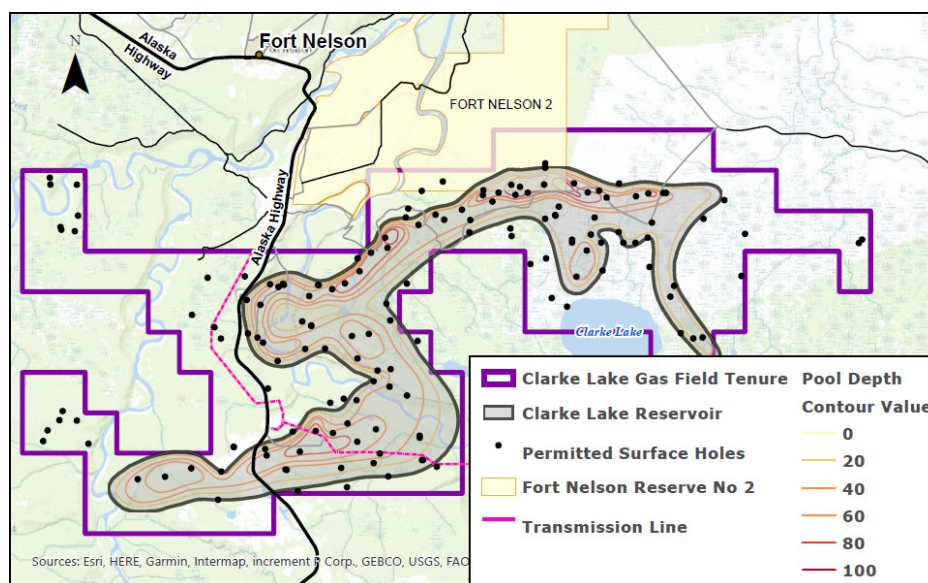 Alaska
Highway
Fort Nelson
N
FORT NELSON 2
Alaska Highway
Clarke Lake
Clarke Lake Gas Field Tenure
Clarke Lake Reservoir
Permitted Surface Holes
Fort Nelson Reserve No 2
Transmission Line
Pool Depth
Contour Value
0
20
40
60
80
100
Sources: Esri, HERE, Garmin, Intermap, increment P Corp., GEBCO, USGS, FAO